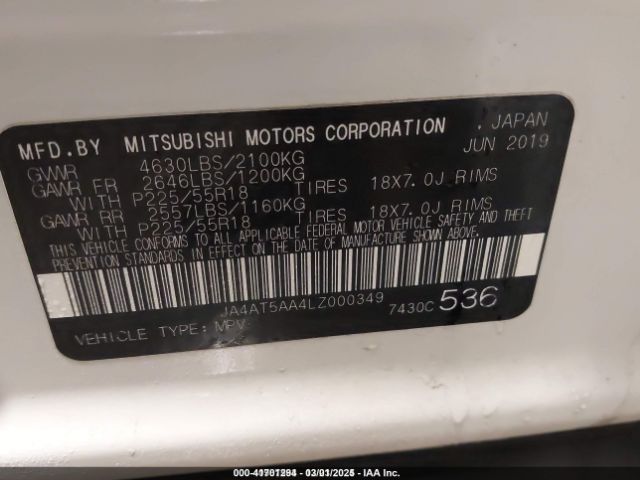 MFD.BY MITSUBISHI MOTORS CORPORATION . JAPAN
GVWR 4630LBS/2100KG JUN 2019
GAWR FR 2646LBS/1200KG
WITH P225/55R18 TIRES 18X7.0J RIMS
GAWR RR 2557LBS/1160KG
WITH P225/55R18 TIRES 18X7.0J RIMS
THIS VEHICLE CONFORMS TO ALL APPLICABLE U.S. FEDERAL MOTOR VEHICLE SAFETY AND THEFT
PREVENTION STANDARDS IN EFFECT ON THE DATE OF MANUFACTURE SHOWN ABOVE.
JA4AT5AA4LZ000349 7430C 536
VEHICLE TYPE: MPV
IAA Inc.